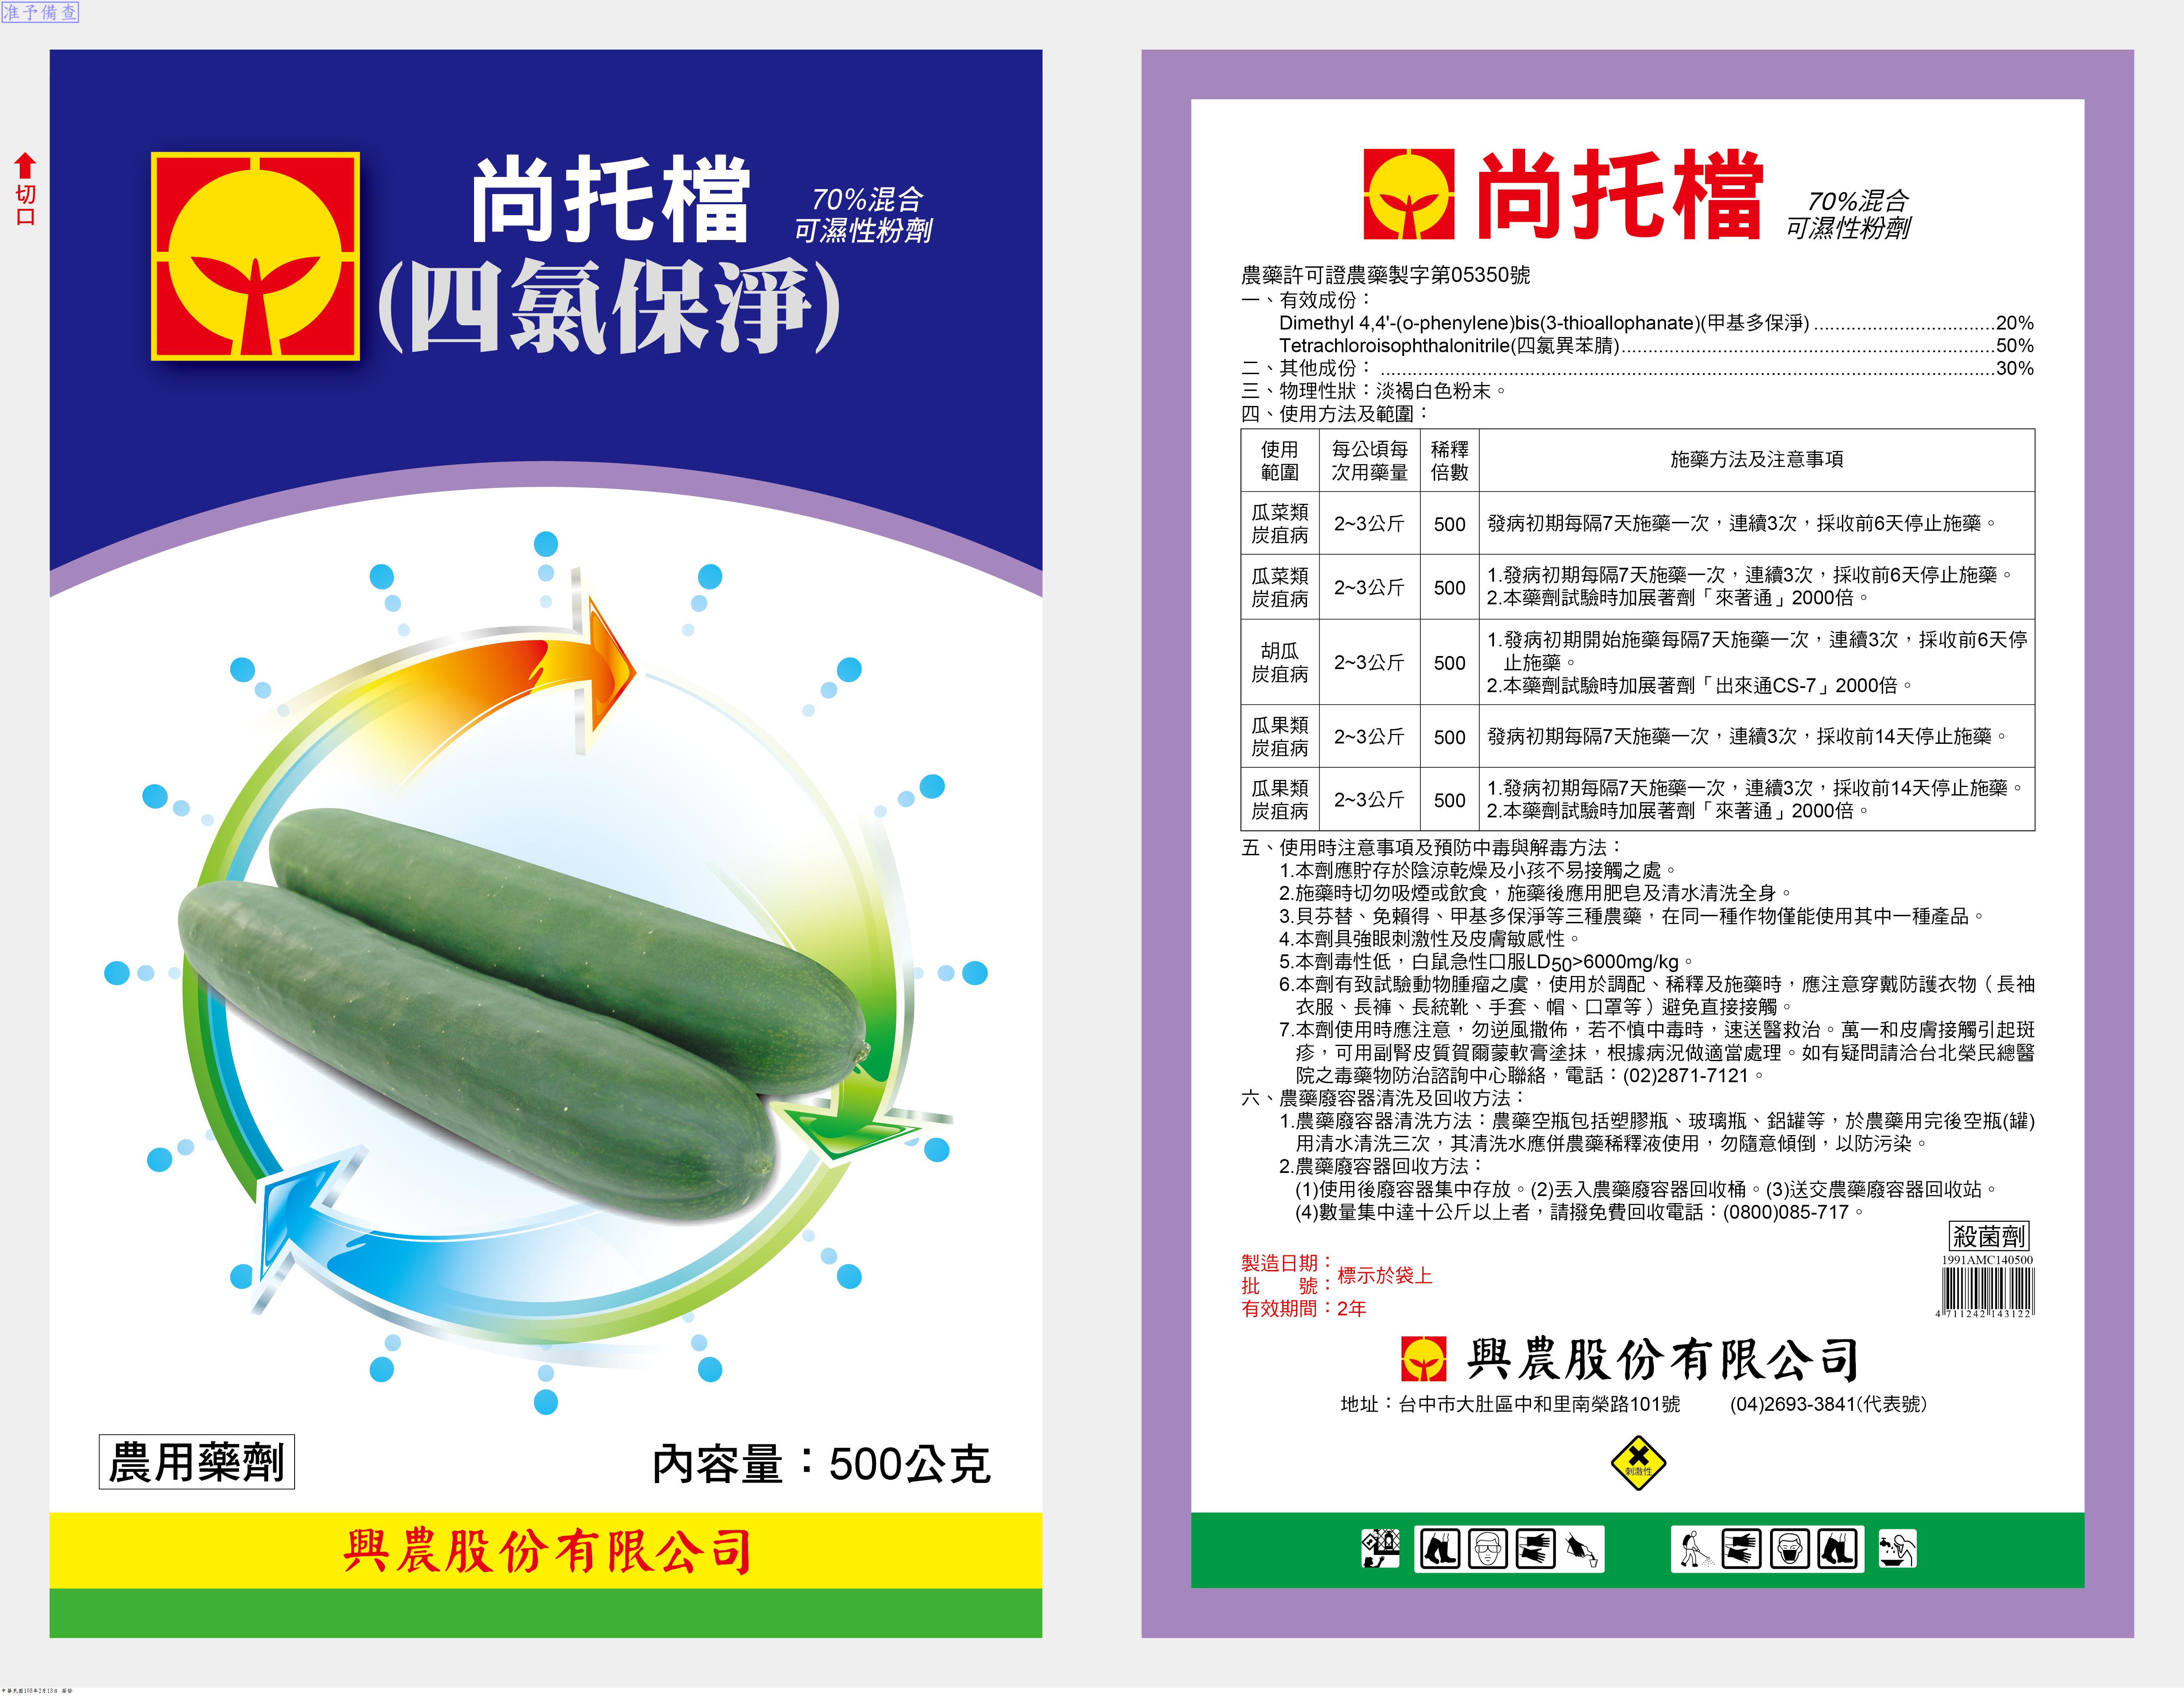 准予備查
切口
尚托檔
70%混合
可濕性粉劑
(四氯保淨)
農用藥劑
內容量：500公克
興農股份有限公司
尚托檔
70%混合
可濕性粉劑
農藥許可證農藥製字第05350號
一、有效成份：
Dimethyl 4,4'-(o-phenylene)bis(3-thioallophanate)(甲基多保淨)..................................20%
Tetrachloroisophthalonitrile(四氯異苯腈)......................................................................50%
二、其他成份：....................................................................................................................30%
三、物理性狀：淡褐白色粉末。
四、使用方法及範圍：
使用範圍 每公頃每次用藥量 稀釋倍數 施藥方法及注意事項
瓜菜類炭疽病 2~3公斤 500 發病初期每隔7天施藥一次，連續3次，採收前6天停止施藥。
瓜菜類炭疽病 2~3公斤 500 1.發病初期每隔7天施藥一次，連續3次，採收前6天停止施藥。
2.本藥劑試驗時加展著劑「來著通」2000倍。
胡瓜炭疽病 2~3公斤 500 1.發病初期開始施藥每隔7天施藥一次，連續3次，採收前6天停
止施藥。
2.本藥劑試驗時加展著劑「出來通CS-7」2000倍。
瓜果類炭疽病 2~3公斤 500 發病初期每隔7天施藥一次，連續3次，採收前14天停止施藥。
瓜果類炭疽病 2~3公斤 500 1.發病初期每隔7天施藥一次，連續3次，採收前14天停止施藥。
2.本藥劑試驗時加展著劑「來著通」2000倍。
五、使用時注意事項及預防中毒與解毒方法：
1.本劑應貯存於陰涼乾燥及小孩不易接觸之處。
2.施藥時切勿吸煙或飲食，施藥後應用肥皂及清水清洗全身。
3.貝芬替、免賴得、甲基多保淨等三種農藥，在同一種作物僅能使用其中一種產品。
4.本劑具強眼刺激性及皮膚敏感性。
5.本劑毒性低，白鼠急性口服LD50>6000mg/kg。
6.本劑有致試驗動物腫瘤之虞，使用於調配、稀釋及施藥時，應注意穿戴防護衣物（長袖
衣服、長褲、長統靴、手套、帽、口罩等）避免直接接觸。
7.本劑使用時應注意，勿逆風撒佈，若不慎中毒時，速送醫救治。萬一和皮膚接觸引起斑
疹，可用副腎皮質賀爾蒙軟膏塗抹，根據病況做適當處理。如有疑問請洽台北榮民總醫
院之毒藥物防治諮詢中心聯絡，電話：(02)2871-7121。
六、農藥廢容器清洗及回收方法：
1.農藥廢容器清洗方法：農藥空瓶包括塑膠瓶、玻璃瓶、鋁罐等，於農藥用完後空瓶(罐)
用清水清洗三次，其清洗水應併農藥稀釋液使用，勿隨意傾倒，以防污染。
2.農藥廢容器回收方法：
(1)使用後廢容器集中存放。(2)丟入農藥廢容器回收桶。(3)送交農藥廢容器回收站。
(4)數量集中達十公斤以上者，請撥免費回收電話：(0800)085-717。
殺菌劑
1991AMC140500
4 711242 143122
製造日期：
批　　號：標示於袋上
有效期間：2年
興農股份有限公司
地址：台中市大肚區中和里南榮路101號 (04)2693-3841(代表號)
刺激性
中華民國108年2月13日